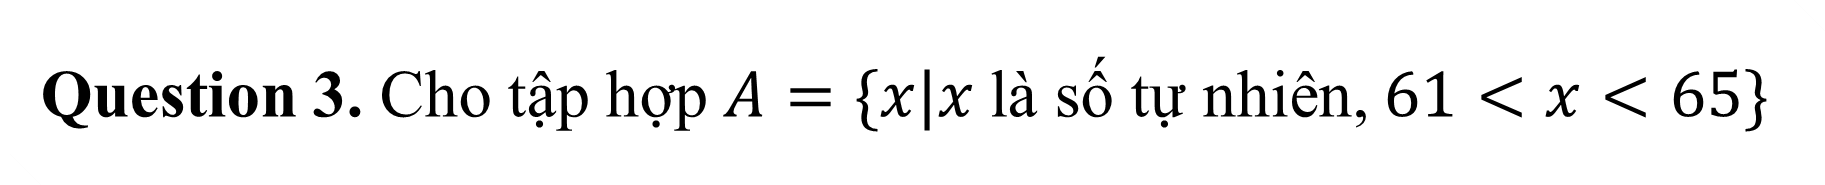 Question 3. Cho tập hợp A = {x|x là số tự nhiên, 61 < x < 65}